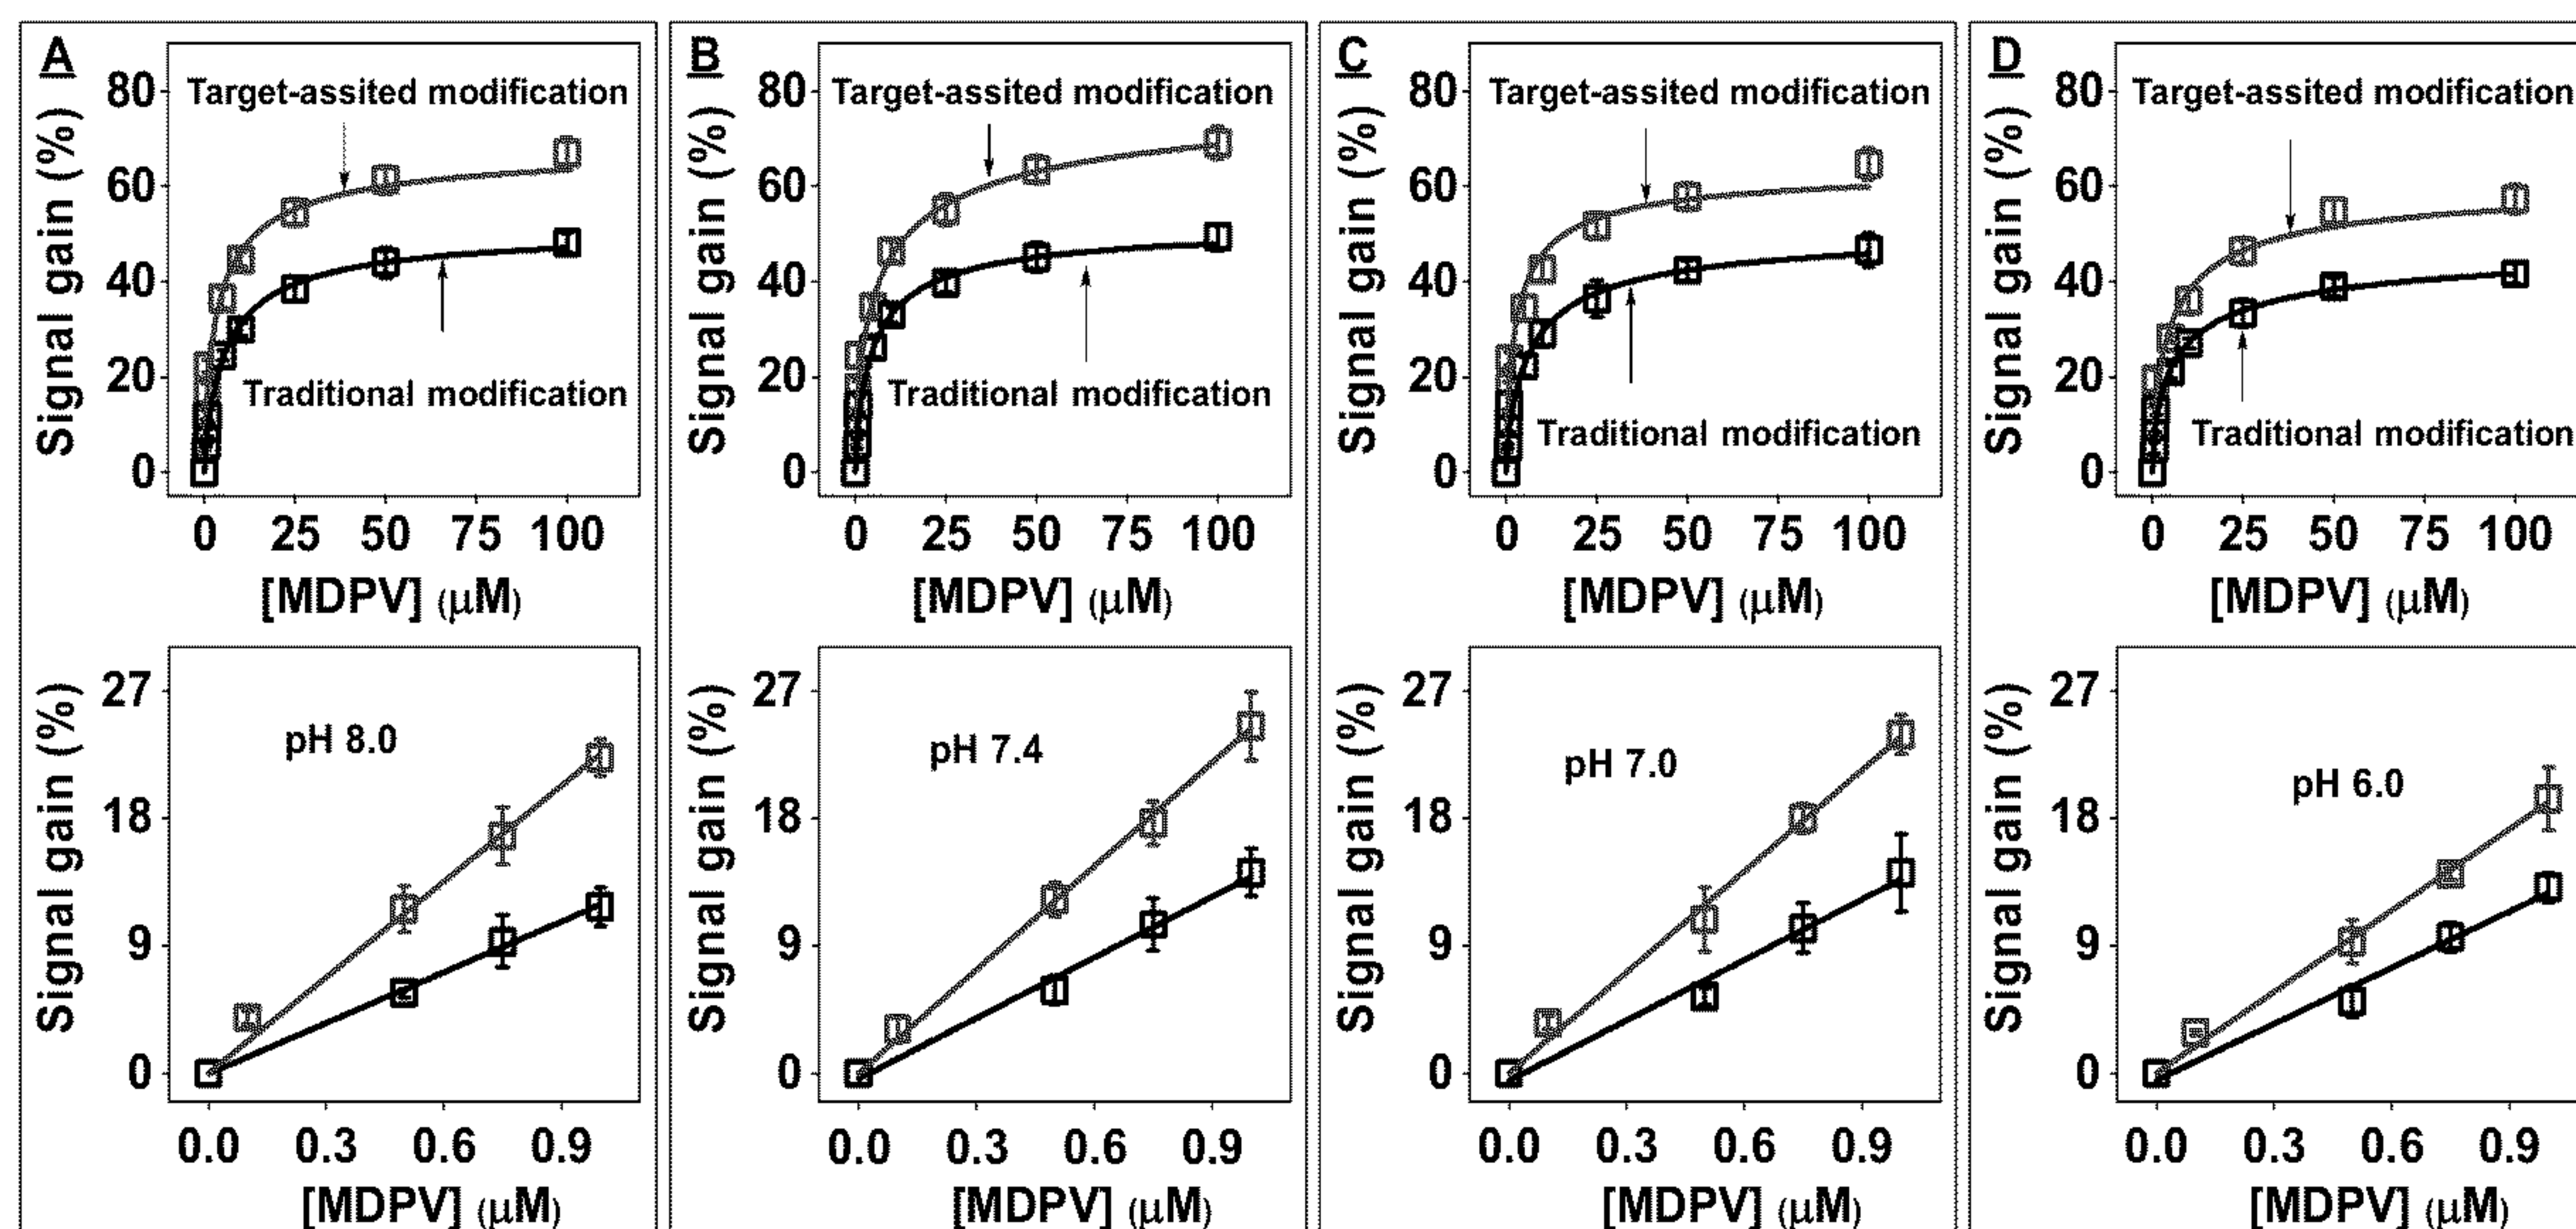 A
Signal gain (%)
80
60
40
20
0
Target-assited modification
Traditional modification
0 25 50 75 100
[MDPV] (μM)
Signal gain (%)
27
18
9
0
pH 8.0
0.0 0.3 0.6 0.9
[MDPV] (μM)
B
Signal gain (%)
80
60
40
20
0
Target-assited modification
Traditional modification
0 25 50 75 100
[MDPV] (μM)
Signal gain (%)
27
18
9
0
pH 7.4
0.0 0.3 0.6 0.9
[MDPV] (μM)
C
Signal gain (%)
80
60
40
20
0
Target-assited modification
Traditional modification
0 25 50 75 100
[MDPV] (μM)
Signal gain (%)
27
18
9
0
pH 7.0
0.0 0.3 0.6 0.9
[MDPV] (μM)
D
Signal gain (%)
80
60
40
20
0
Target-assited modification
Traditional modification
0 25 50 75 100
[MDPV] (μM)
Signal gain (%)
27
18
9
0
pH 6.0
0.0 0.3 0.6 0.9
[MDPV] (μM)